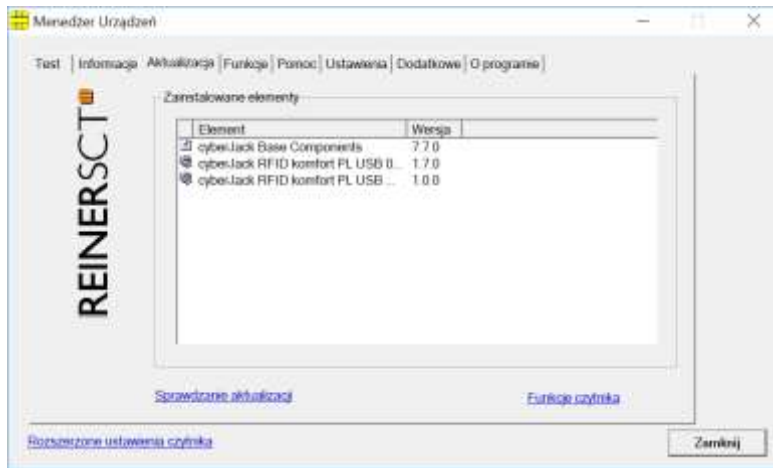 Menedżer Urządzeń
Test Informacje Aktualizacja Funkcje Pomoc Ustawienia Dodatkowe O programie
REINERSCT
Zainstalowane elementy
Element Wersja
cyberJack Base Components 7.7.0
cyberJack RFID komfort PL USB 0... 1.7.0
cyberJack RFID komfort PL USB ... 1.0.0
Sprawdzanie aktualizacji
Funkcje czytnika
Rozszerzone ustawienia czytnika
Zamknij